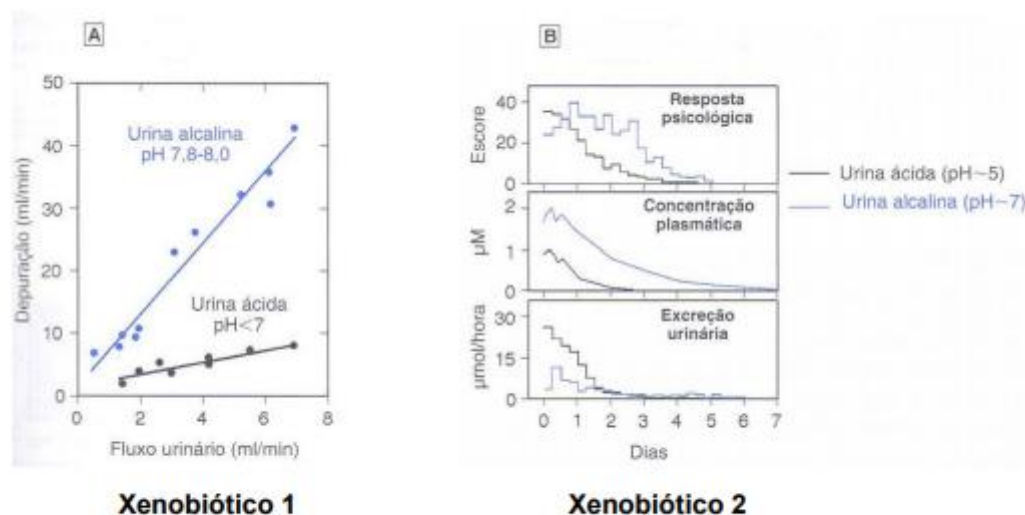 A
50
40
30
20
10
0
Depuração (ml/min)
Urina alcalina
pH 7,8-8,0
Urina ácida
pH<7
0
2
4
6
8
Fluxo urinário (ml/min)
Xenobiótico 1
B
Resposta
psicológica
Escore
40
20
0
Concentração
plasmática
µM
2
1
0
Excreção
urinária
µmol/hora
30
15
0
0 1 2 3 4 5 6 7
Dias
Urina ácida (pH~5)
Urina alcalina (pH~7)
Xenobiótico 2